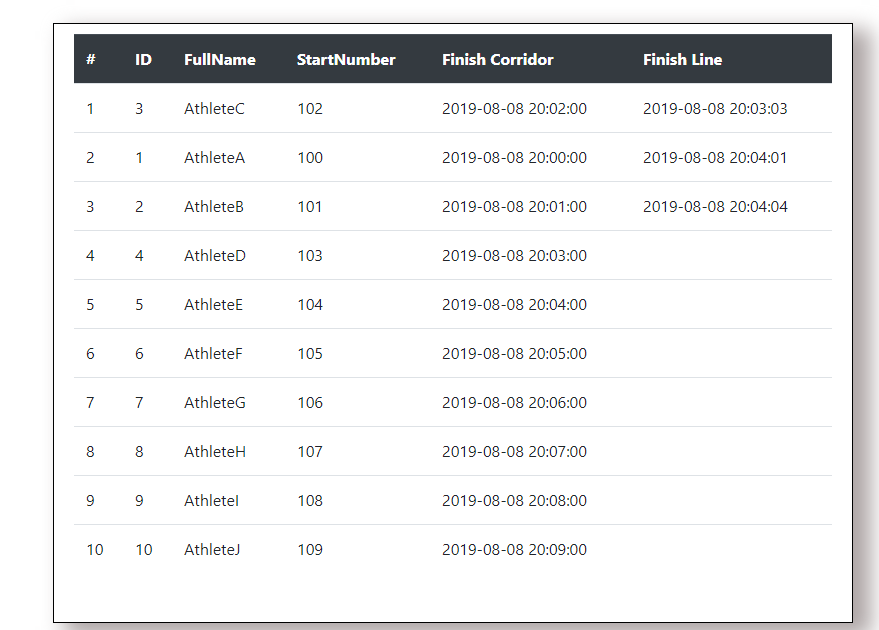 # ID FullName StartNumber Finish Corridor Finish Line
1 3 AthleteC 102 2019-08-08 20:02:00 2019-08-08 20:03:03
2 1 AthleteA 100 2019-08-08 20:00:00 2019-08-08 20:04:01
3 2 AthleteB 101 2019-08-08 20:01:00 2019-08-08 20:04:04
4 4 AthleteD 103 2019-08-08 20:03:00
5 5 AthleteE 104 2019-08-08 20:04:00
6 6 AthleteF 105 2019-08-08 20:05:00
7 7 AthleteG 106 2019-08-08 20:06:00
8 8 AthleteH 107 2019-08-08 20:07:00
9 9 AthleteI 108 2019-08-08 20:08:00
10 10 AthleteJ 109 2019-08-08 20:09:00